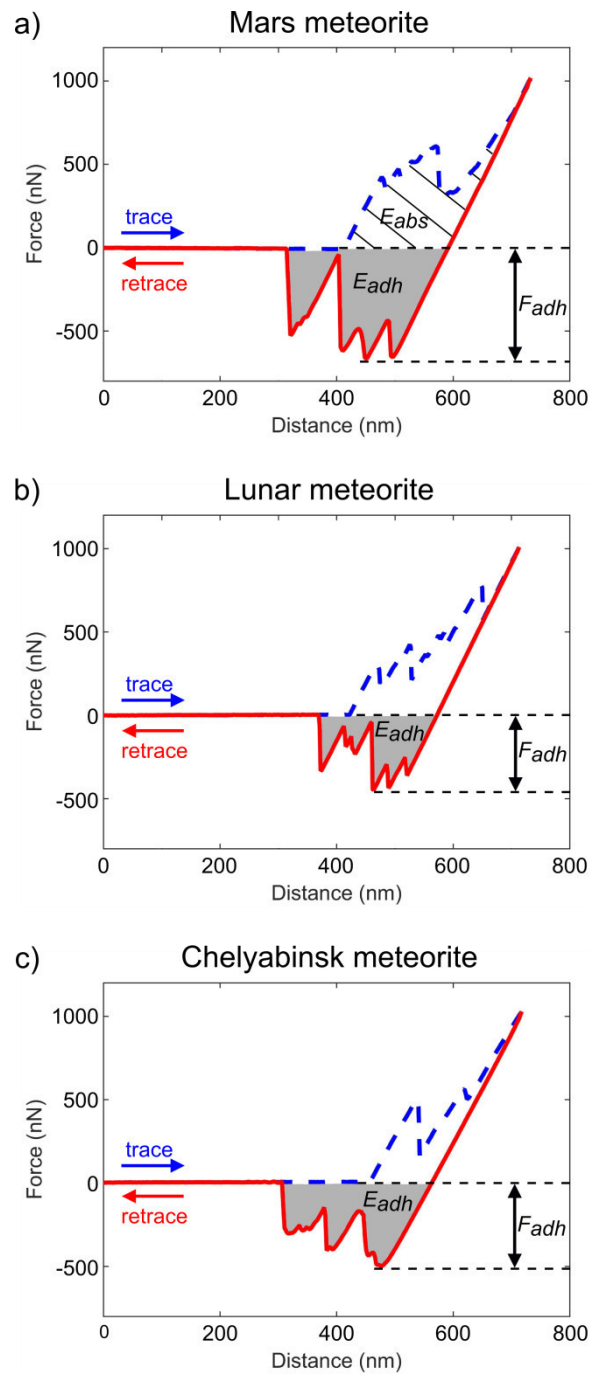 a) Mars meteorite
1000
500
0
-500
Force (nN)
trace
retrace
Eabs
Eadh
Fadh
0 200 400 600 800
Distance (nm)
b) Lunar meteorite
1000
500
0
-500
Force (nN)
trace
retrace
Eadh
Fadh
0 200 400 600 800
Distance (nm)
c) Chelyabinsk meteorite
1000
500
0
-500
Force (nN)
trace
retrace
Eadh
Fadh
0 200 400 600 800
Distance (nm)